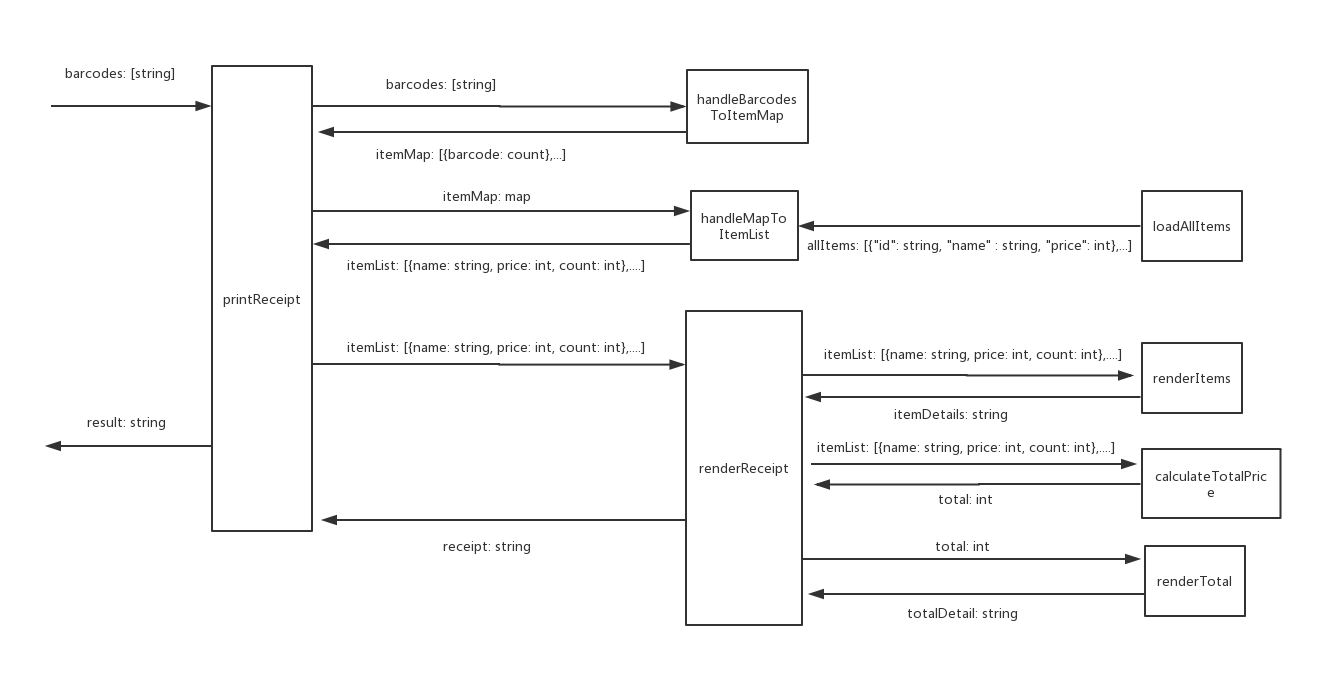 barcodes: [string]
barcodes: [string]
handleBarcodes
ToItemMap
itemMap: [{barcode: count},...]
itemMap: map
handleMapTo
ItemList
loadAllItems
allItems: [{"id": string, "name" : string, "price": int},...]
itemList: [{name: string, price: int, count: int},....]
printReceipt
itemList: [{name: string, price: int, count: int},....]
itemList: [{name: string, price: int, count: int},....]
renderItems
itemDetails: string
result: string
itemList: [{name: string, price: int, count: int},....]
renderReceipt
calculateTotalPric
e
total: int
receipt: string
total: int
renderTotal
totalDetail: string